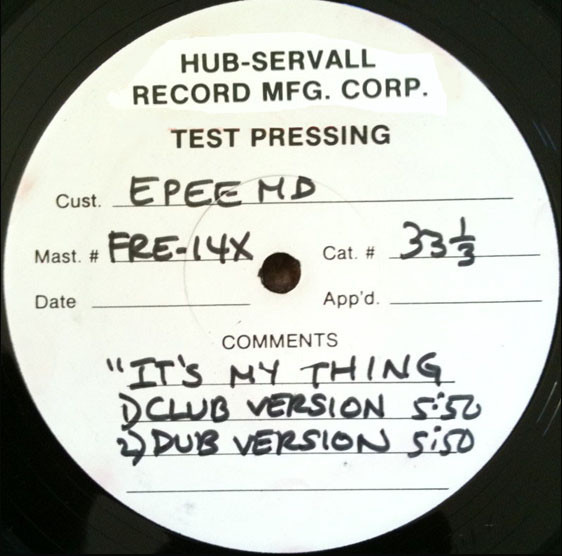 HUB-SERVALL
RECORD MFG. CORP.
TEST PRESSING
Cust. EPEE MD
Mast. # FRE-14X Cat. # 33 1/3
Date App'd.
COMMENTS
"IT'S MY THING
1) CLUB VERSION 5:50
2) DUB VERSION 5:50